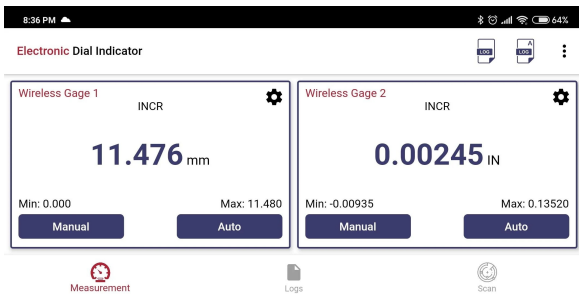 8:36 PM 64%
Electronic Dial Indicator
LOG A LOG
Wireless Gage 1
INCR
11.476 mm
Min: 0.000 Max: 11.480
Manual Auto
Wireless Gage 2
INCR
0.00245 IN
Min: -0.00935 Max: 0.13520
Manual Auto
Measurement Logs Scan